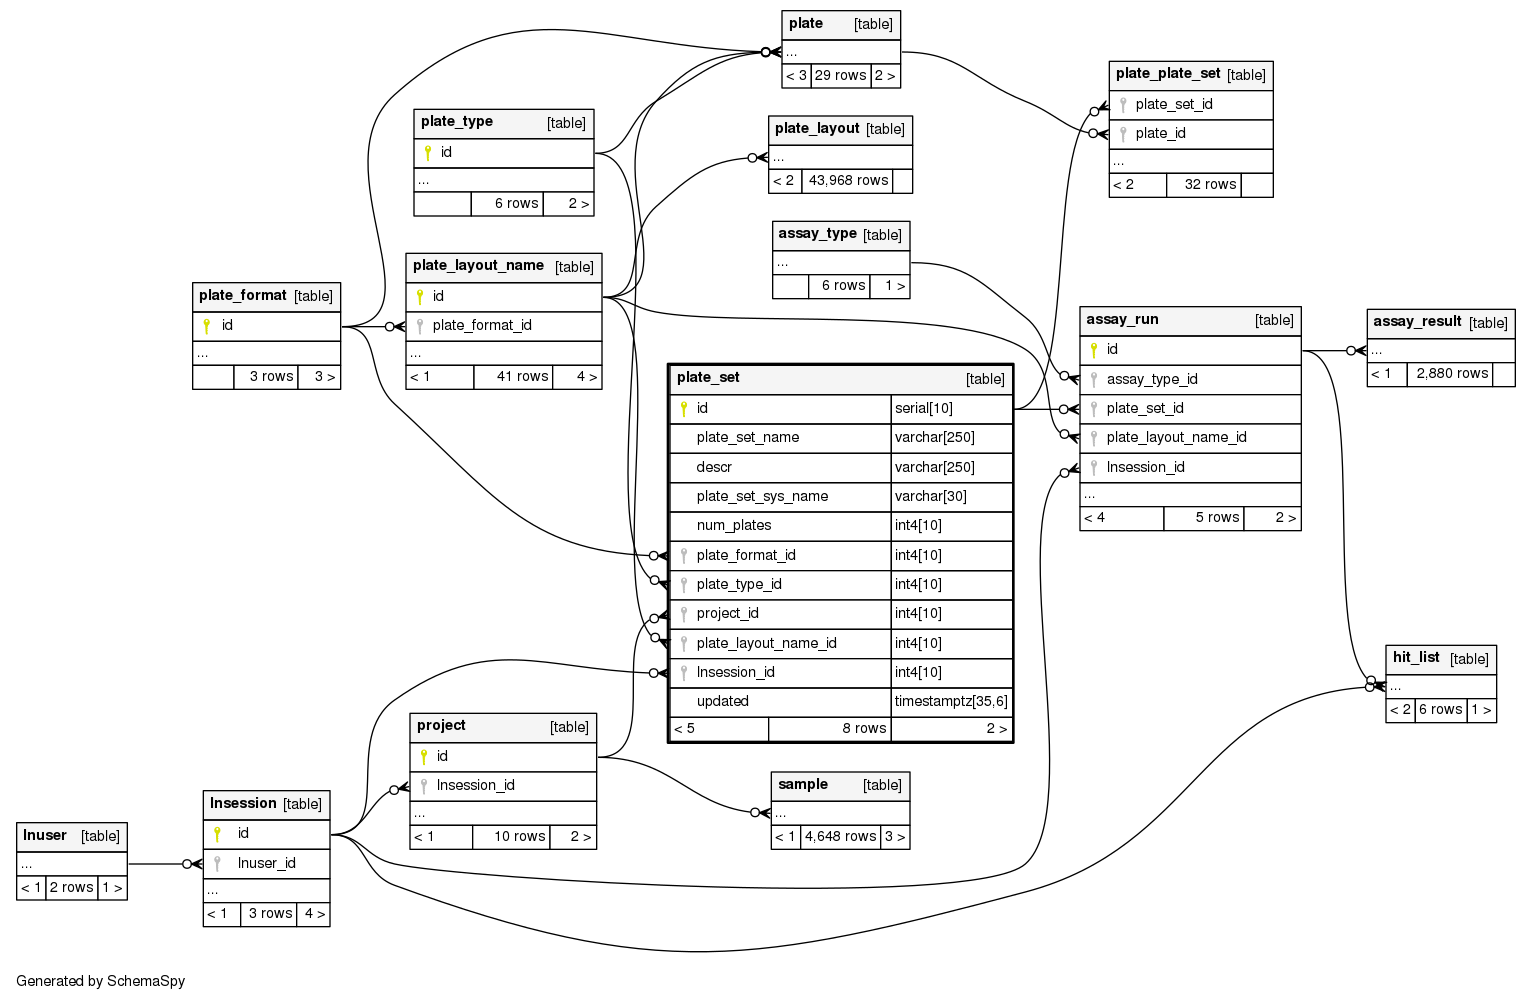 plate [table]
...
< 3 29 rows 2 >
plate_plate_set [table]
plate_set_id
plate_id
...
< 2 32 rows
plate_type [table]
id
...
6 rows 2 >
plate_layout [table]
...
< 2 43,968 rows
assay_type [table]
...
6 rows 1 >
plate_layout_name [table]
id
plate_format_id
...
< 1 41 rows 4 >
plate_format [table]
id
...
3 rows 3 >
assay_run [table]
id
assay_type_id
plate_set_id
plate_layout_name_id
lnsession_id
...
< 4 5 rows 2 >
assay_result [table]
...
< 1 2,880 rows
plate_set [table]
id serial[10]
plate_set_name varchar[250]
descr varchar[250]
plate_set_sys_name varchar[30]
num_plates int4[10]
plate_format_id int4[10]
plate_type_id int4[10]
project_id int4[10]
plate_layout_name_id int4[10]
lnsession_id int4[10]
updated timestamptz[35,6]
< 5 8 rows 2 >
hit_list [table]
...
< 2 6 rows 1 >
project [table]
id
lnsession_id
...
< 1 10 rows 2 >
sample [table]
...
< 1 4,648 rows 3 >
lnsession [table]
id
lnuser_id
...
< 1 3 rows 4 >
lnuser [table]
...
< 1 2 rows 1 >
Generated by SchemaSpy